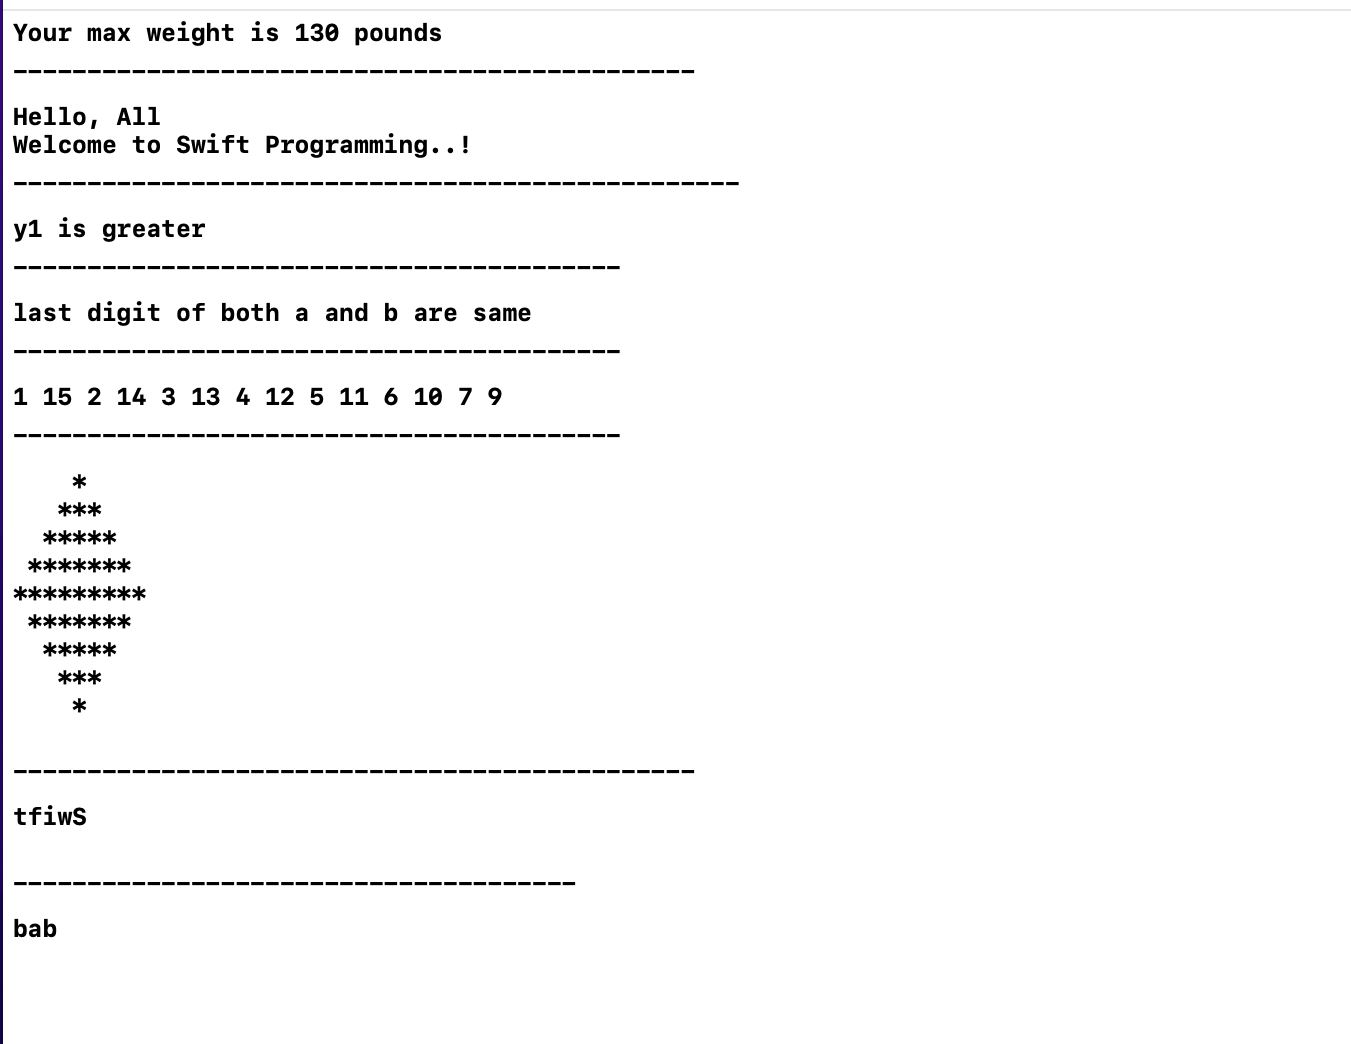 Your max weight is 130 pounds
----------------------------------------------
Hello, All
Welcome to Swift Programming..!
-------------------------------------------------
y1 is greater
-----------------------------------------
last digit of both a and b are same
-----------------------------------------
1 15 2 14 3 13 4 12 5 11 6 10 7 9
-----------------------------------------
    *
   ***
  *****
 *******
*********
 *******
  *****
   ***
    *
----------------------------------------------
tfiwS
--------------------------------------
bab